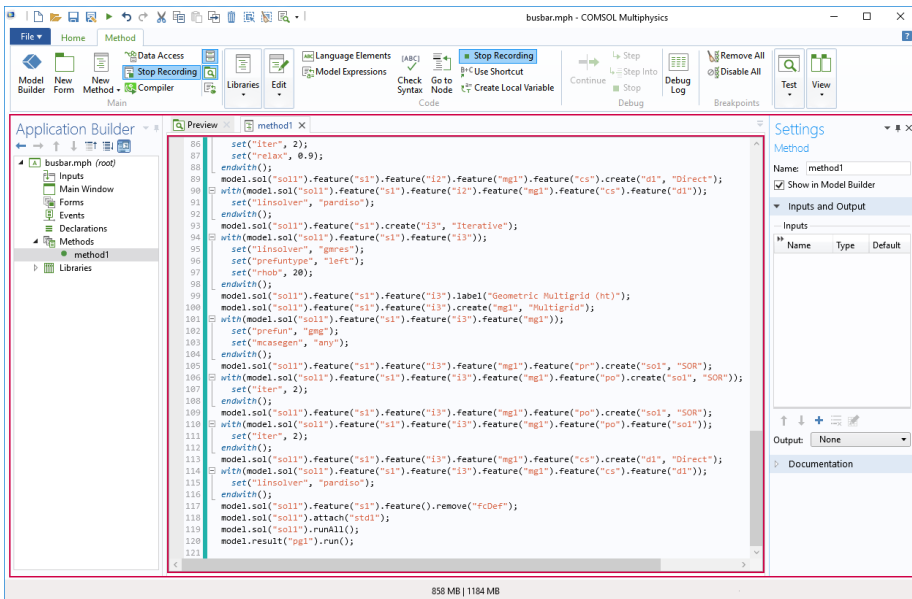 busbar.mph - COMSOL Multiphysics
File Home Method
Model Builder
New Form
New Method
Data Access
Stop Recording
Compiler
Main
Libraries
Edit
Language Elements
Model Expressions
Check Syntax
Go to Node
Stop Recording
Use Shortcut
Create Local Variable
Code
Continue
Step
Step Into
Stop
Debug Log
Debug
Remove All
Disable All
Breakpoints
Test
View
Application Builder
busbar.mph (root)
Inputs
Main Window
Forms
Events
Declarations
Methods
method1
Libraries
Preview method1
86 set("iter", 2);
87 set("relax", 0.9);
88 endwith();
89 model.sol("sol1").feature("s1").feature("i2").feature("mg1").feature("cs").create("d1", "Direct");
90 with(model.sol("sol1").feature("s1").feature("i2").feature("mg1").feature("cs").feature("d1"));
91 set("linsolver", "pardiso");
92 endwith();
93 model.sol("sol1").feature("s1").create("i3", "Iterative");
94 with(model.sol("sol1").feature("s1").feature("i3"));
95 set("linsolver", "gmres");
96 set("prefuntype", "left");
97 set("rhob", 20);
98 endwith();
99 model.sol("sol1").feature("s1").feature("i3").label("Geometric Multigrid (ht)");
100 model.sol("sol1").feature("s1").feature("i3").create("mg1", "Multigrid");
101 with(model.sol("sol1").feature("s1").feature("i3").feature("mg1"));
102 set("prefun", "gmg");
103 set("mcasegen", "any");
104 endwith();
105 model.sol("sol1").feature("s1").feature("i3").feature("mg1").feature("pr").create("so1", "SOR");
106 with(model.sol("sol1").feature("s1").feature("i3").feature("mg1").feature("po").create("so1", "SOR"));
107 set("iter", 2);
108 endwith();
109 model.sol("sol1").feature("s1").feature("i3").feature("mg1").feature("po").create("so1", "SOR");
110 with(model.sol("sol1").feature("s1").feature("i3").feature("mg1").feature("po").feature("so1"));
111 set("iter", 2);
112 endwith();
113 model.sol("sol1").feature("s1").feature("i3").feature("mg1").feature("cs").create("d1", "Direct");
114 with(model.sol("sol1").feature("s1").feature("i3").feature("mg1").feature("cs").feature("d1"));
115 set("linsolver", "pardiso");
116 endwith();
117 model.sol("sol1").feature("s1").feature().remove("fcDef");
118 model.sol("sol1").attach("std1");
119 model.sol("sol1").runAll();
120 model.result("pg1").run();
121
Settings
Method
Name: method1
Show in Model Builder
Inputs and Output
Inputs
Name Type Default
Output: None
Documentation
858 MB | 1184 MB